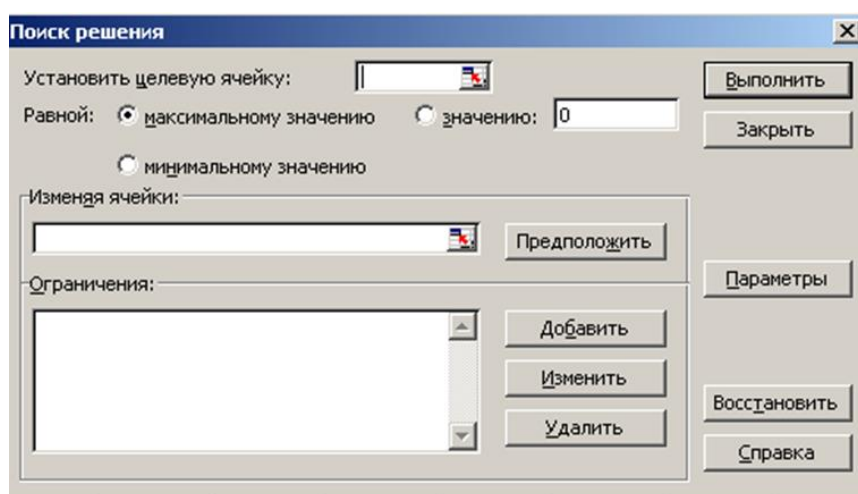 Поиск решения
Установить целевую ячейку:
Выполнить
Равной:
максимальному значению
значению:
0
Закрыть
минимальному значению
Изменяя ячейки:
Предположить
Параметры
Ограничения:
Добавить
Изменить
Удалить
Восстановить
Справка